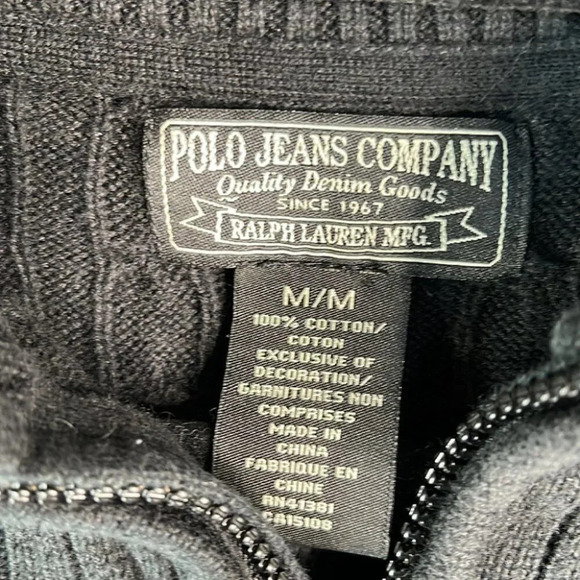 POLO JEANS COMPANY
Quality Denim Goods
SINCE 1967
RALPH LAUREN MFG.
M/M
100% COTTON/
COTON
EXCLUSIVE OF
DECORATION/
GARNITURES NON
COMPRISES
MADE IN
CHINA
FABRIQUE EN
CHINE
RN41381
CA15108